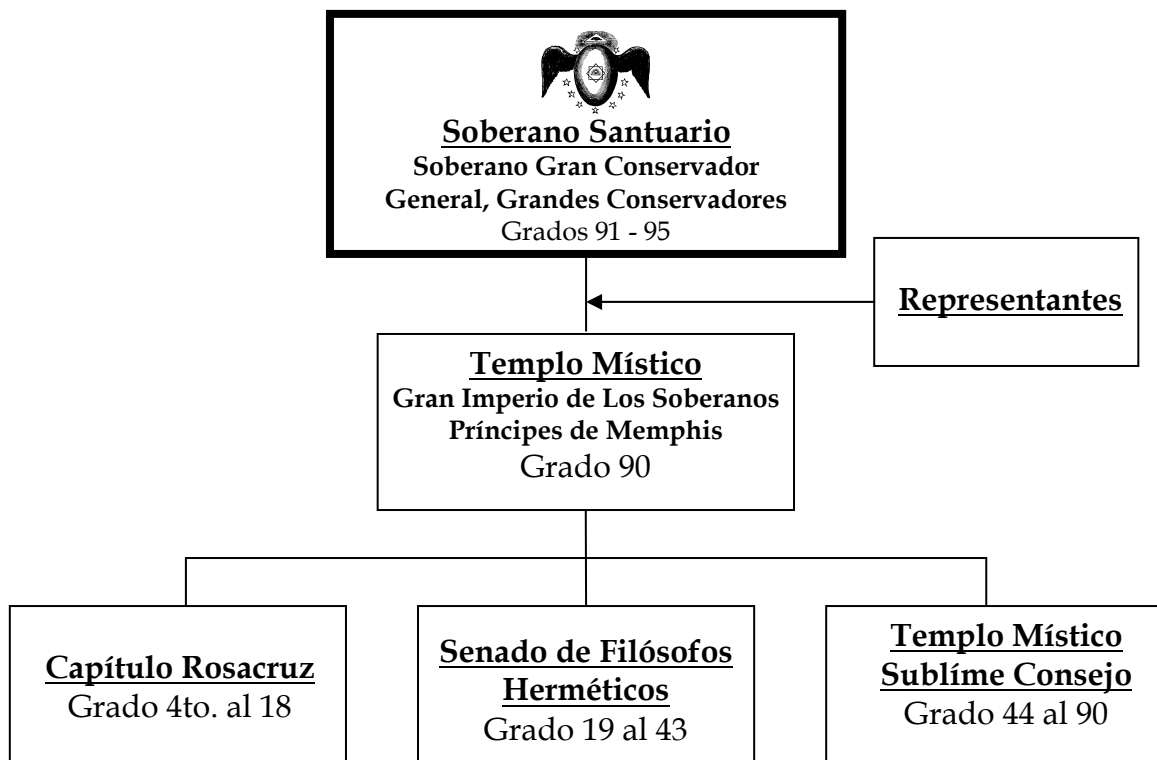 Soberano Santuario
Soberano Gran Conservador
General, Grandes Conservadores
Grados 91 - 95
Representantes
Templo Místico
Gran Imperio de Los Soberanos
Príncipes de Memphis
Grado 90
Capítulo Rosacruz
Grado 4to. al 18
Senado de Filósofos
Herméticos
Grado 19 al 43
Templo Místico
Sublíme Consejo
Grado 44 al 90